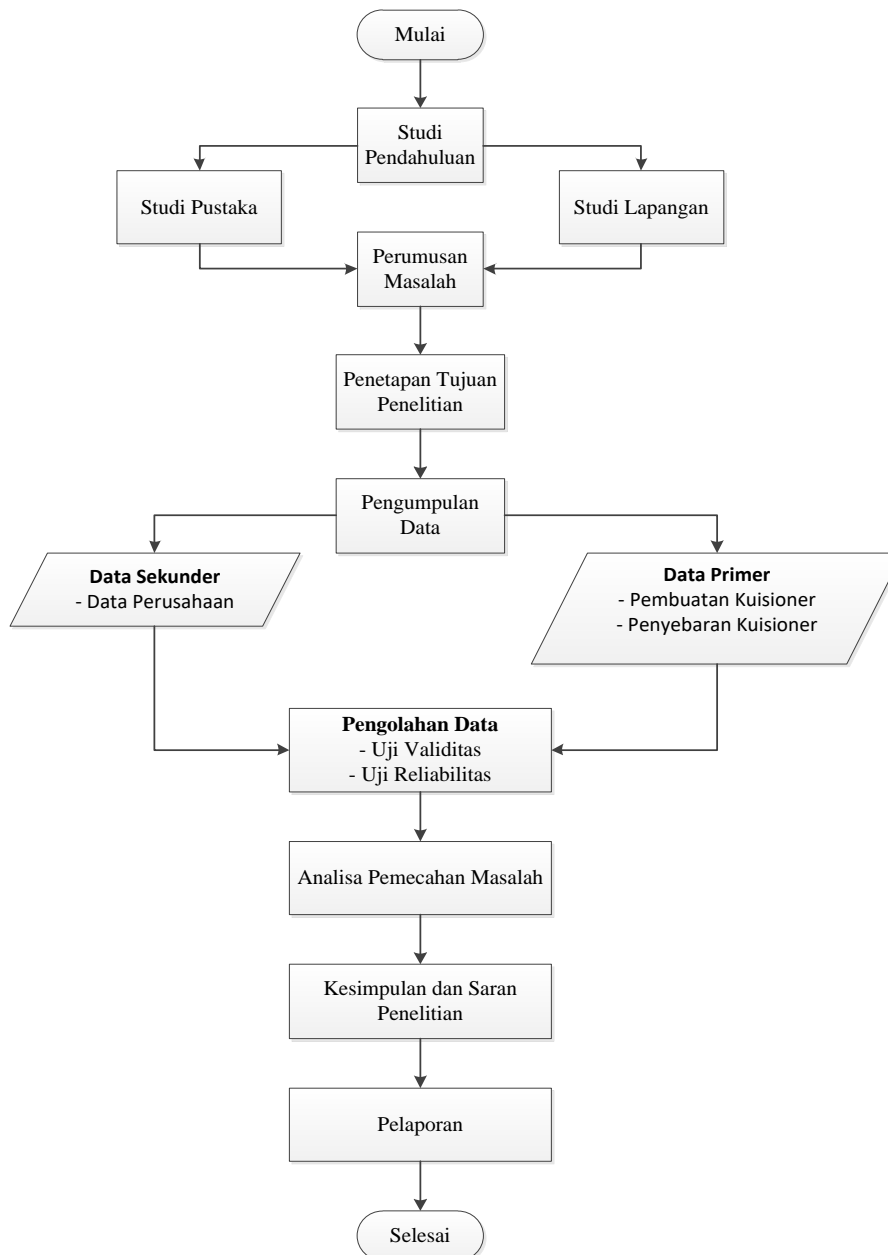 Mulai
Studi
Pendahuluan
Studi Pustaka
Studi Lapangan
Perumusan
Masalah
Penetapan Tujuan
Penelitian
Pengumpulan
Data
Data Sekunder
- Data Perusahaan
Data Primer
- Pembuatan Kuisioner
- Penyebaran Kuisioner
Pengolahan Data
- Uji Validitas
- Uji Reliabilitas
Analisa Pemecahan Masalah
Kesimpulan dan Saran
Penelitian
Pelaporan
Selesai